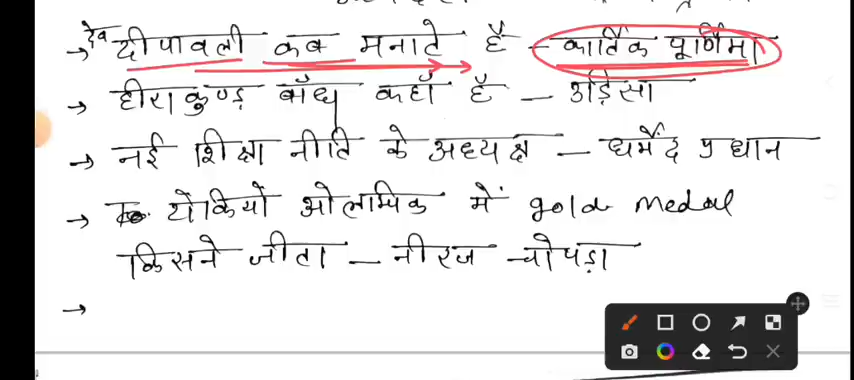 → देव दीपावली कब मनाते हैं - कार्तिक पूर्णिमा
→ हीराकुण्ड बाँध कहाँ है - उड़िसा
→ नई शिक्षा नीति के अध्यक्ष - धर्मेंद प्रधान
→ टोंकियों ओलम्पिक में gold medal
किसने जीता - नीरज चोपड़ा
→